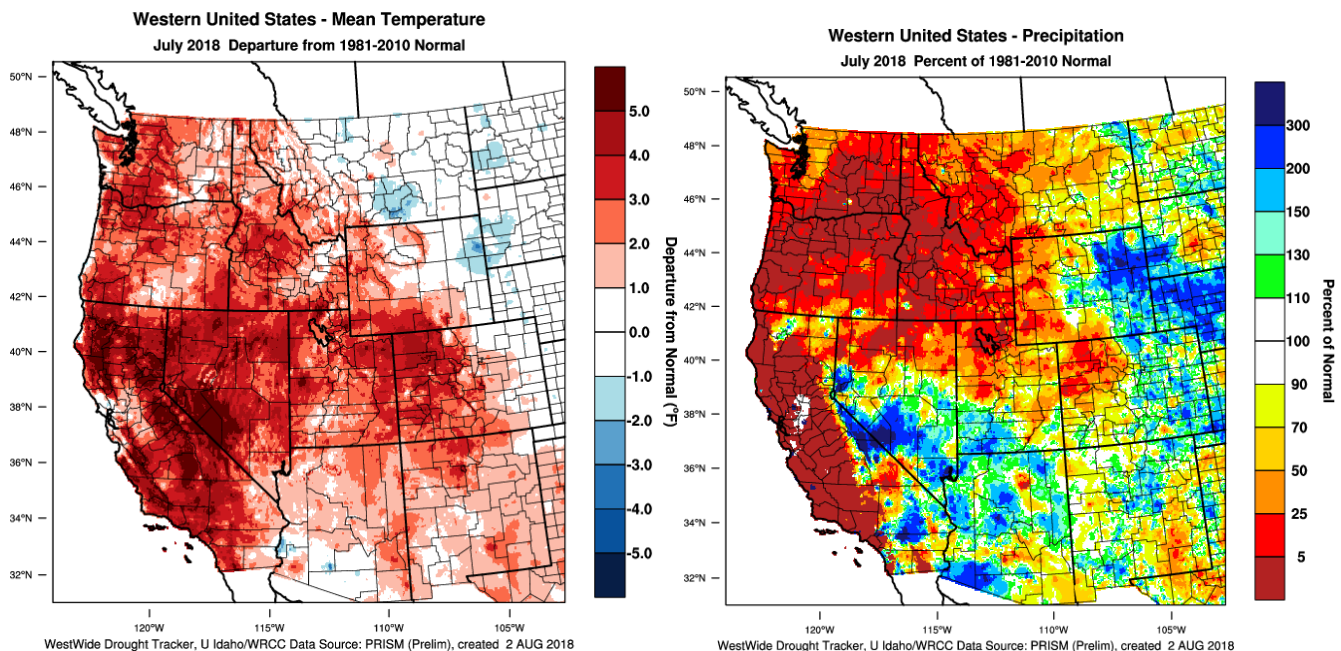 Western United States - Mean Temperature
July 2018 Departure from 1981-2010 Normal
50°N
48°N
46°N
44°N
42°N
40°N
38°N
36°N
34°N
32°N
120°W
115°W
110°W
105°W
5.0
4.0
3.0
2.0
1.0
0.0
-1.0
-2.0
-3.0
-4.0
-5.0
Departure from Normal (°F)
WestWide Drought Tracker, U Idaho/WRCC Data Source: PRISM (Prelim), created 2 AUG 2018
Western United States - Precipitation
July 2018 Percent of 1981-2010 Normal
50°N
48°N
46°N
44°N
42°N
40°N
38°N
36°N
34°N
32°N
120°W
115°W
110°W
105°W
300
200
150
130
110
100
90
70
50
25
5
Percent of Normal
WestWide Drought Tracker, U Idaho/WRCC Data Source: PRISM (Prelim), created 2 AUG 2018